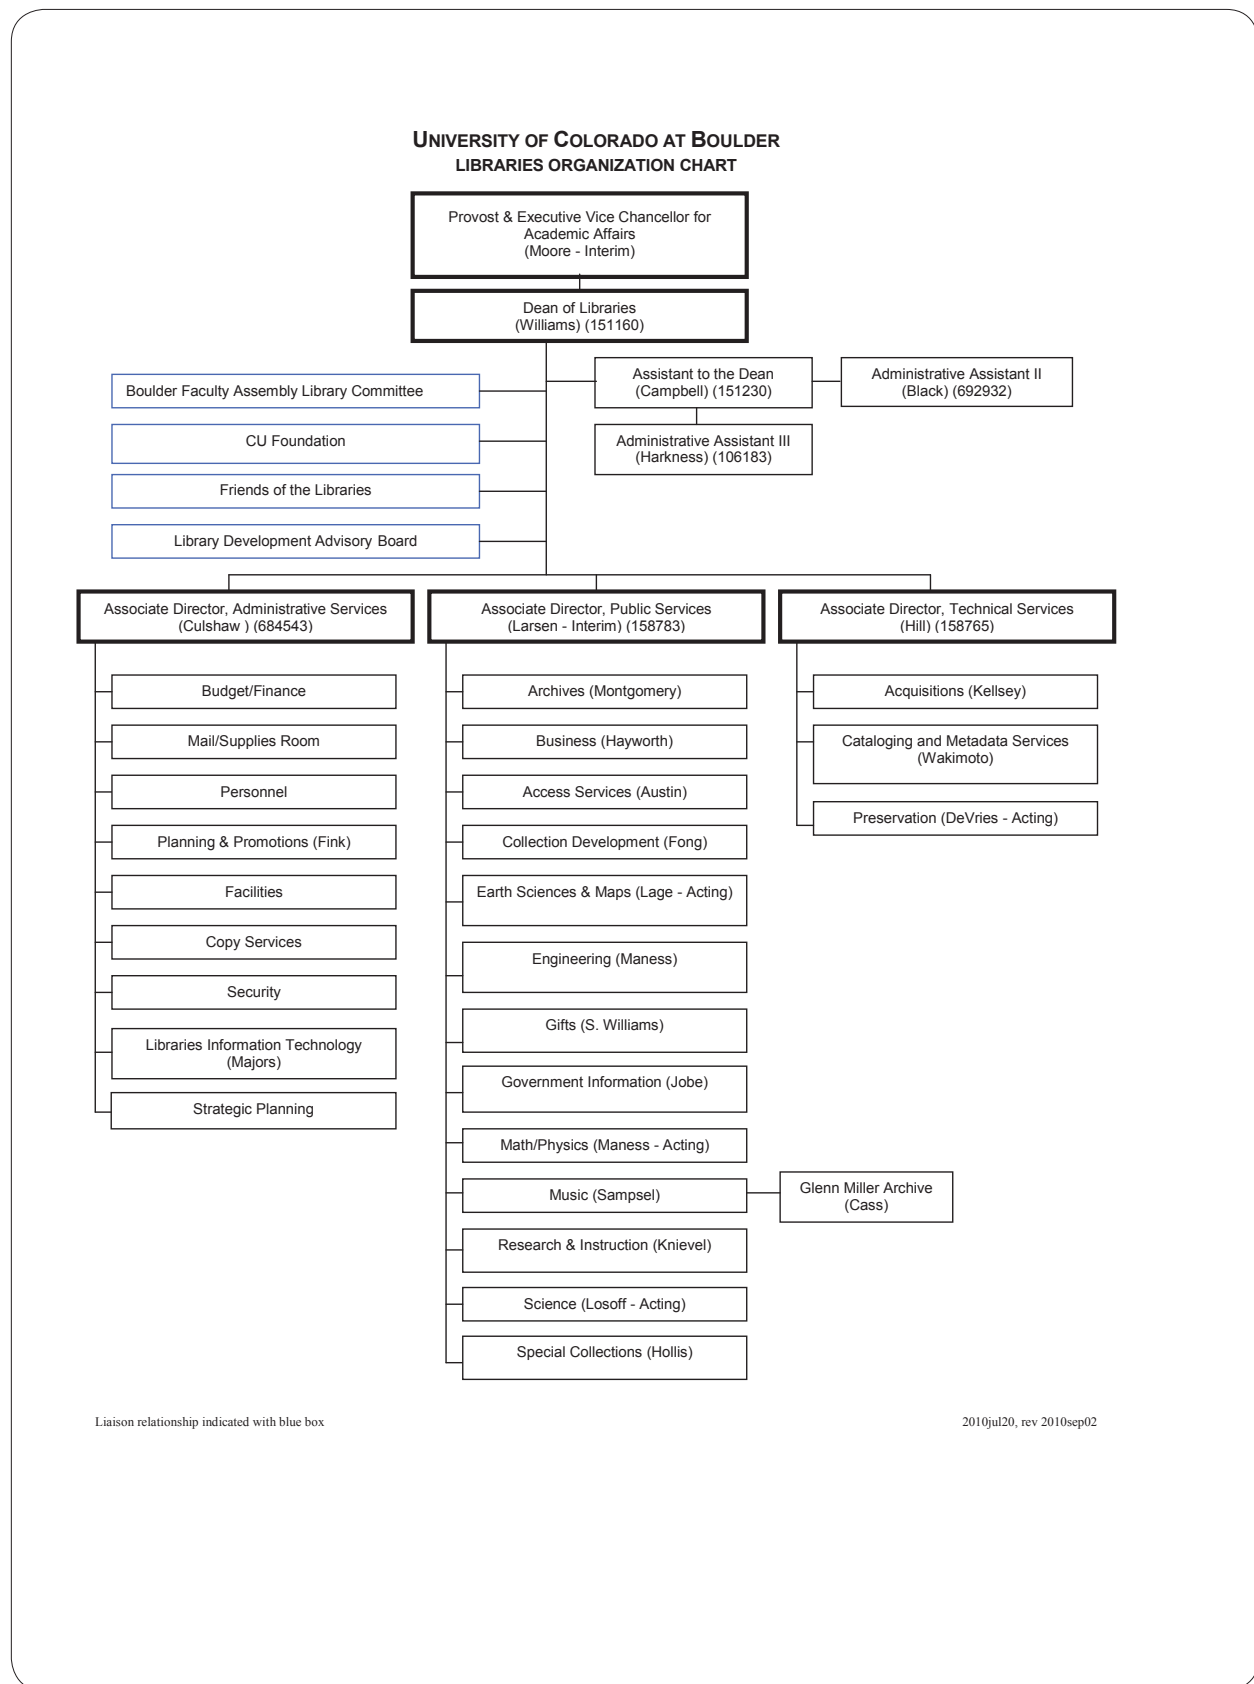 UNIVERSITY OF COLORADO AT BOULDER
LIBRARIES ORGANIZATION CHART
Provost & Executive Vice Chancellor for
Academic Affairs
(Moore - Interim)
Dean of Libraries
(Williams) (151160)
Assistant to the Dean
(Campbell) (151230)
Administrative Assistant II
(Black) (692932)
Administrative Assistant III
(Harkness) (106183)
Boulder Faculty Assembly Library Committee
CU Foundation
Friends of the Libraries
Library Development Advisory Board
Associate Director, Administrative Services
(Culshaw ) (684543)
Budget/Finance
Mail/Supplies Room
Personnel
Planning & Promotions (Fink)
Facilities
Copy Services
Security
Libraries Information Technology
(Majors)
Strategic Planning
Associate Director, Public Services
(Larsen - Interim) (158783)
Archives (Montgomery)
Business (Hayworth)
Access Services (Austin)
Collection Development (Fong)
Earth Sciences & Maps (Lage - Acting)
Engineering (Maness)
Gifts (S. Williams)
Government Information (Jobe)
Math/Physics (Maness - Acting)
Music (Sampsel)
Glenn Miller Archive
(Cass)
Research & Instruction (Knievel)
Science (Losoff - Acting)
Special Collections (Hollis)
Associate Director, Technical Services
(Hill) (158765)
Acquisitions (Kellsey)
Cataloging and Metadata Services
(Wakimoto)
Preservation (DeVries - Acting)
Liaison relationship indicated with blue box
2010jul20, rev 2010sep02